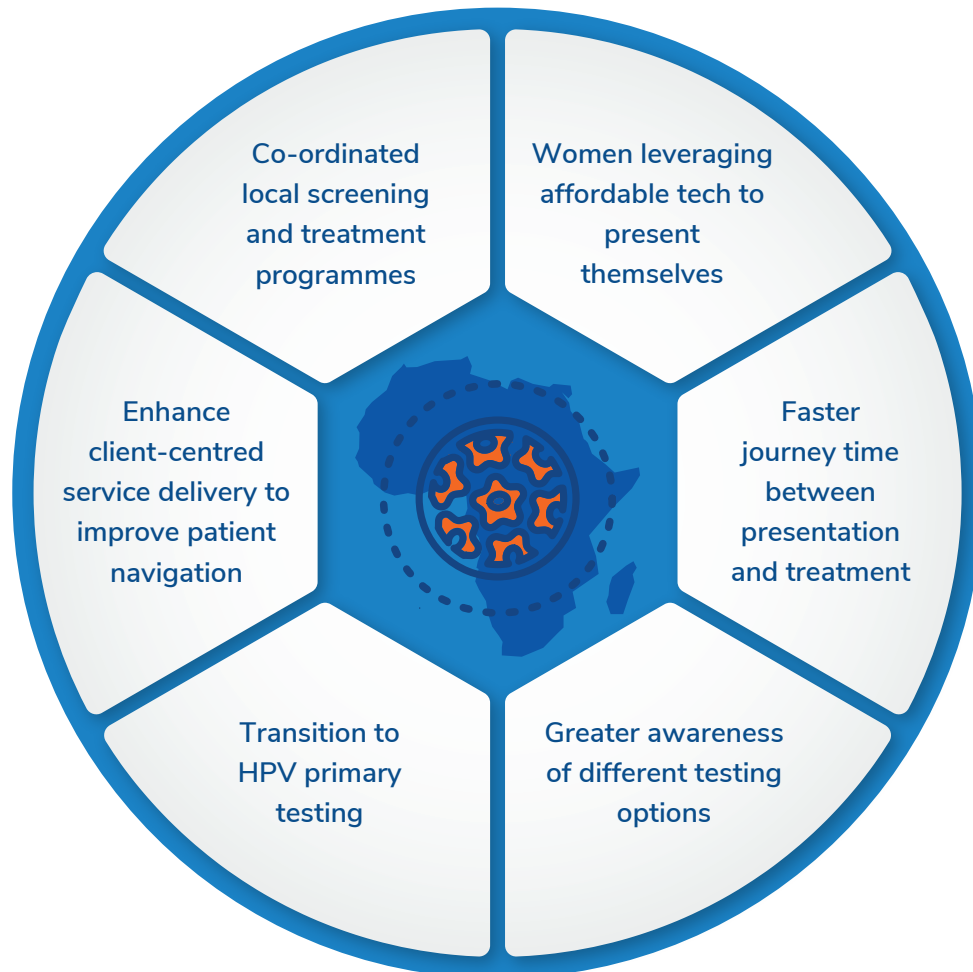 Co-ordinated
local screening
and treatment
programmes
Women leveraging
affordable tech to
present
themselves
Enhance
client-centred
service delivery to
improve patient
navigation
Faster
journey time
between
presentation
and treatment
Transition to
HPV primary
testing
Greater awareness
of different testing
options